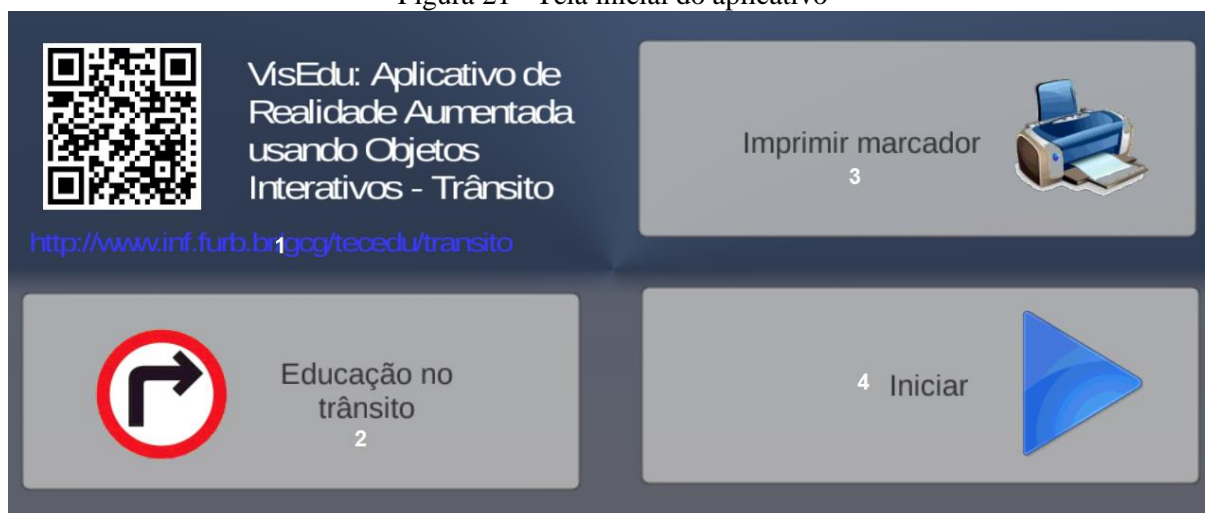 Figura 21 - Tela inicial do aplicativo
VisEdu: Aplicativo de
Realidade Aumentada
usando Objetos
Interativos - Trânsito
http://www.inf.furb.br/gcg/tecedu/transito
1
Imprimir marcador
3
Educação no
trânsito
2
4 Iniciar